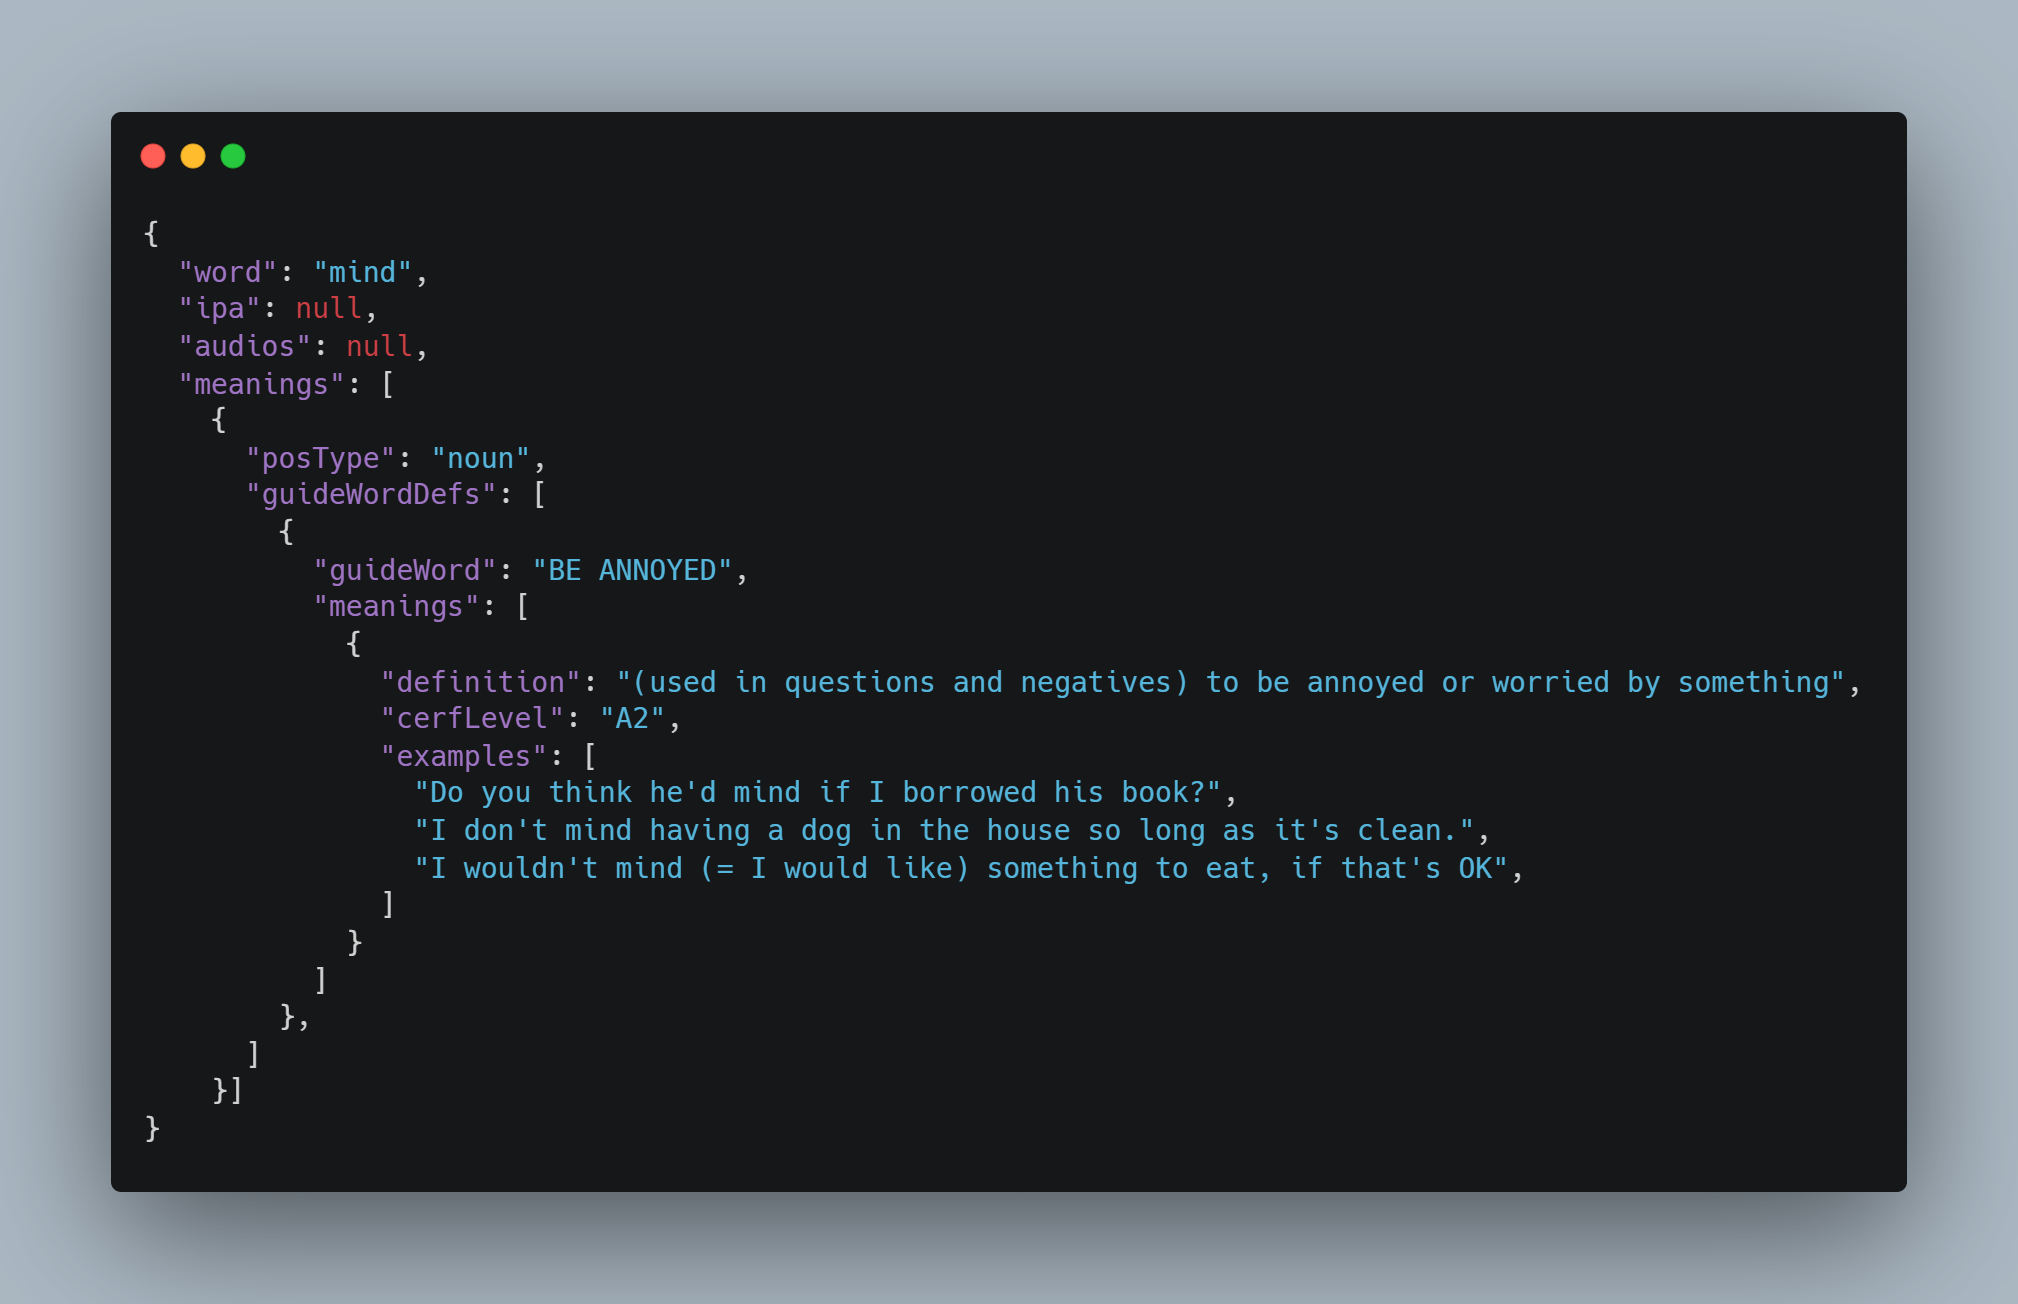 {
  "word": "mind",
  "ipa": null,
  "audios": null,
  "meanings": [
    {
      "posType": "noun",
      "guideWordDefs": [
        {
          "guideWord": "BE ANNOYED",
          "meanings": [
            {
              "definition": "(used in questions and negatives) to be annoyed or worried by something",
              "cerfLevel": "A2",
              "examples": [
                "Do you think he'd mind if I borrowed his book?",
                "I don't mind having a dog in the house so long as it's clean.",
                "I wouldn't mind (= I would like) something to eat, if that's OK",
              ]
            }
          ]
        },
      ]
    }]
}